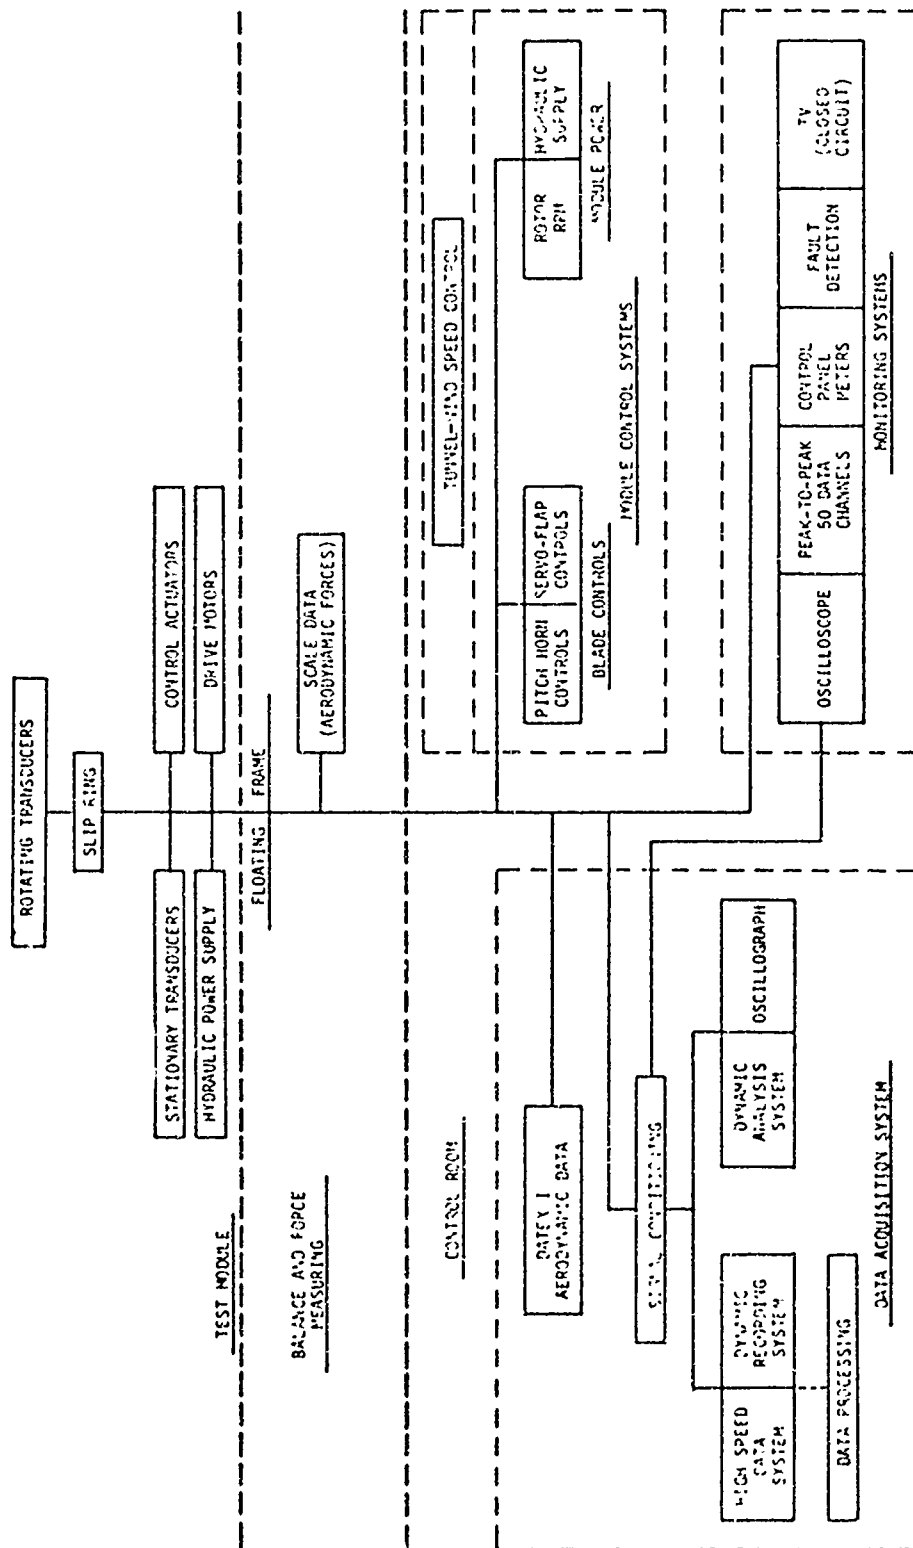 ROTATING TRANSDUCERS
SLIP RING
STATIONARY TRANSDUCERS
CONTROL ACTUATORS
HYDRAULIC POWER SUPPLY
DRIVE MOTORS
TEST MODULE
FLOATING FRAME
BALANCE AND FORCE
MEASURING
SCALE DATA
(AERODYNAMIC FORCES)
CONTROL ROOM
TUNNEL-WIND SPEED CONTROL
PITCH HORN
CONTROLS
SERVO-FLAP
CONTROLS
BLADE CONTROLS
ROTOR
RPM
HYDRAULIC
SUPPLY
MODULE POWER
MODULE CONTROL SYSTEMS
DATEX I
AERODYNAMIC DATA
SIGNAL CONDITIONING
HIGH SPEED
DATA
SYSTEM
DYNAMIC
RECORDING
SYSTEM
DYNAMIC
ANALYSIS
SYSTEM
OSCILLOGRAPH
DATA PROCESSING
DATA ACQUISITION SYSTEM
OSCILLOSCOPE
PEAK-TO-PEAK
50 DATA
CHANNELS
CONTROL
PANEL
METERS
FAULT
DETECTION
TV
(CLOSED
CIRCUIT)
MONITORING SYSTEMS